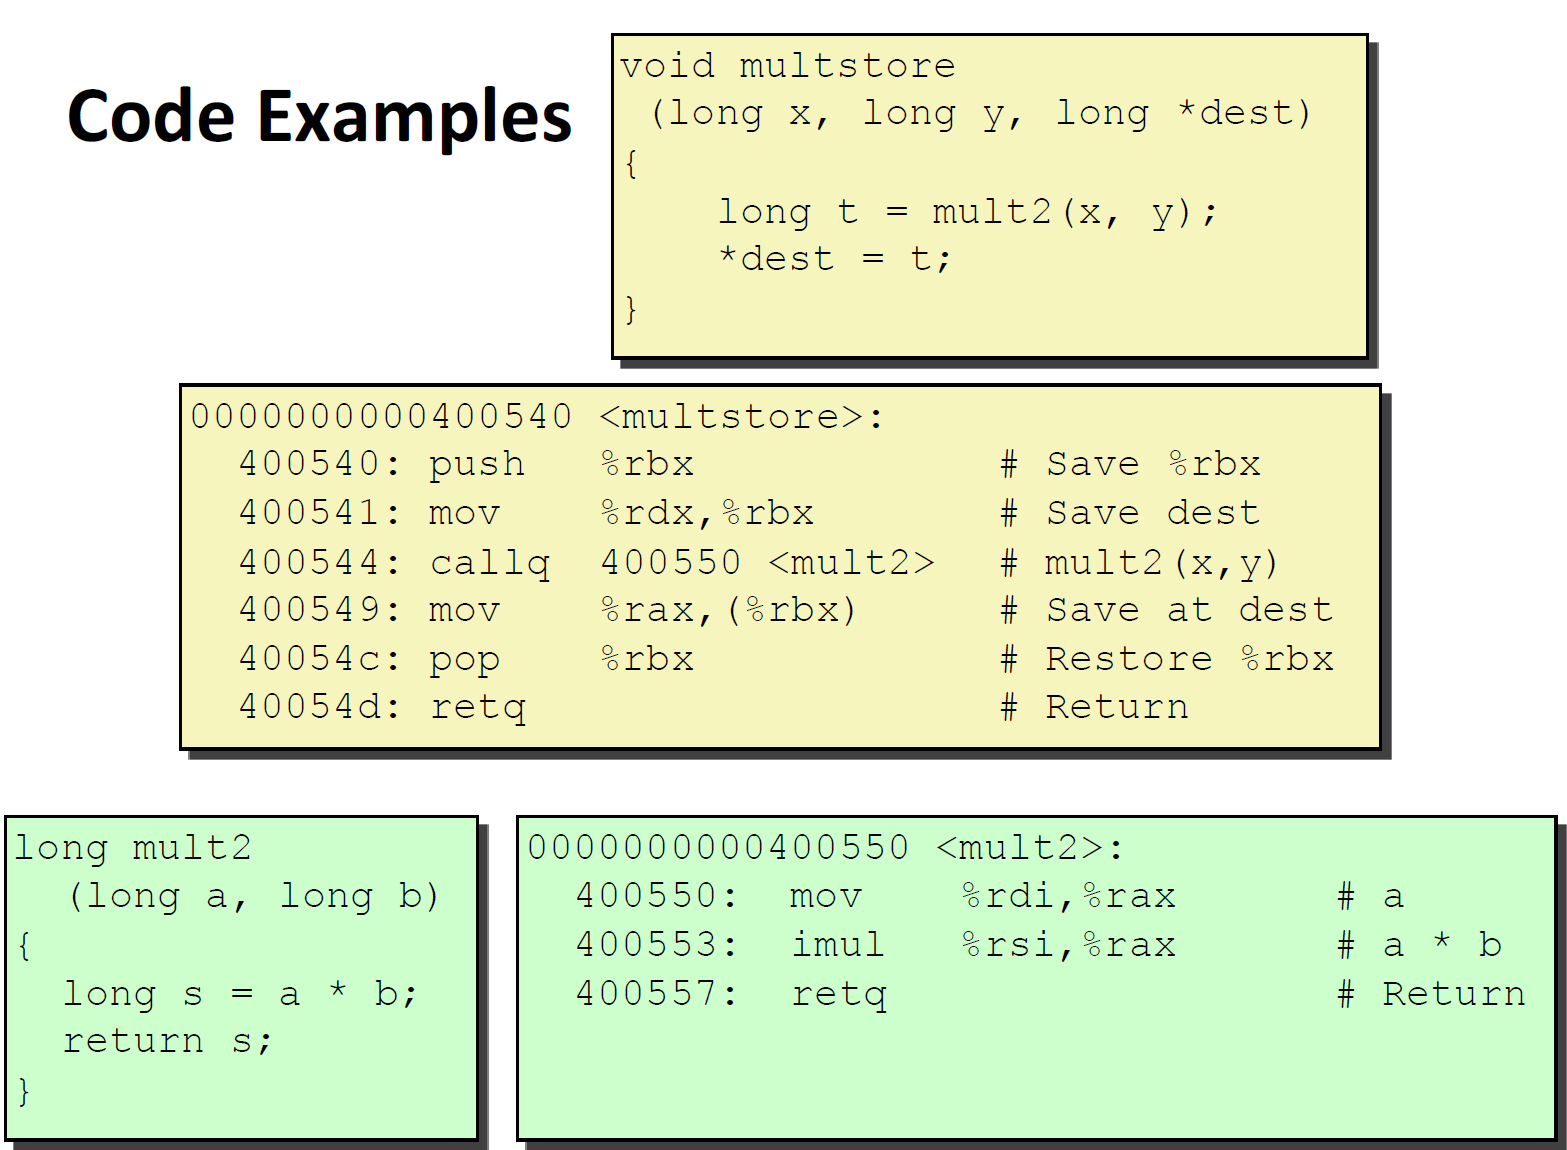 Code Examples
void multstore
 (long x, long y, long *dest)
{
    long t = mult2(x, y);
    *dest = t;
}
0000000000400540 <multstore>:
  400540: push   %rbx             # Save %rbx
  400541: mov    %rdx,%rbx        # Save dest
  400544: callq  400550 <mult2>   # mult2(x,y)
  400549: mov    %rax,(%rbx)      # Save at dest
  40054c: pop    %rbx             # Restore %rbx
  40054d: retq                    # Return
long mult2
  (long a, long b)
{
  long s = a * b;
  return s;
}
0000000000400550 <mult2>:
  400550:  mov    %rdi,%rax       # a
  400553:  imul   %rsi,%rax       # a * b
  400557:  retq                   # Return